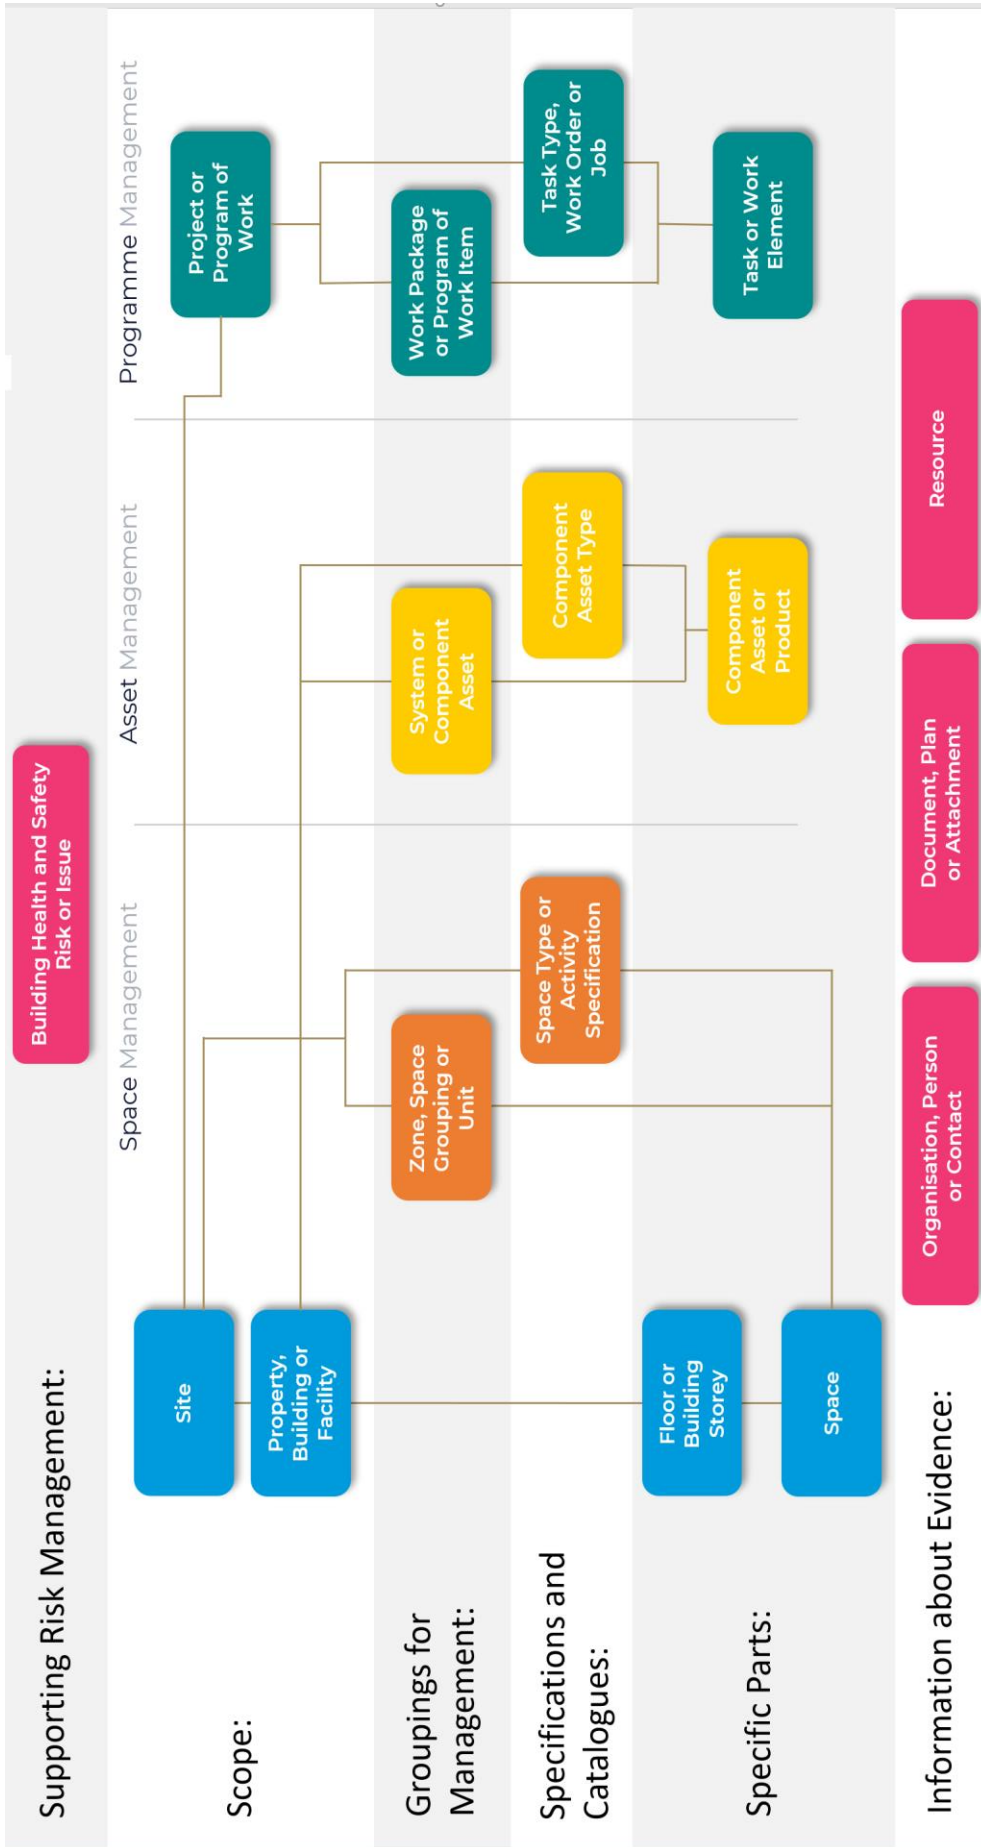 Supporting Risk Management:
Building Health and Safety
Risk or Issue
Space Management
Asset Management
Programme Management
Scope:
Site
Property,
Building or
Facility
Project or
Program of
Work
Groupings for
Management:
Zone, Space
Grouping or
Unit
System or
Component
Asset
Work Package
or Program of
Work Item
Specifications and
Catalogues:
Space Type or
Activity
Specification
Component
Asset Type
Task Type,
Work Order or
Job
Specific Parts:
Floor or
Building
Storey
Space
Component
Asset or
Product
Task or Work
Element
Information about Evidence:
Organisation, Person
or Contact
Document, Plan
or Attachment
Resource